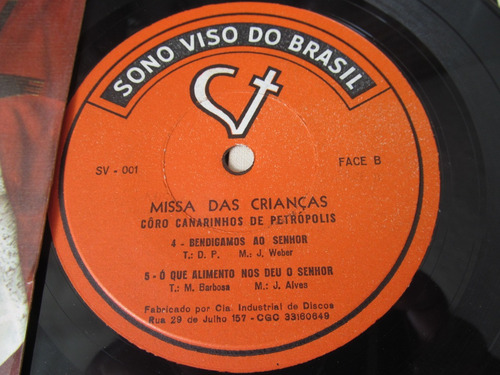 SONO VISO DO BRASIL
SV - 001
FACE B
MISSA DAS CRIANÇAS
CÔRO CANARINHOS DE PETRÓPOLIS
4 - BENDIGAMOS AO SENHOR
T.: D. P. M.: J. Weber
5 - Ó QUE ALIMENTO NOS DEU O SENHOR
T.: M. Barbosa M.: J. Alven
Fabricado por Cia. Industrial de Discos
Rua 29 de Julho 157 - CGC 33160649